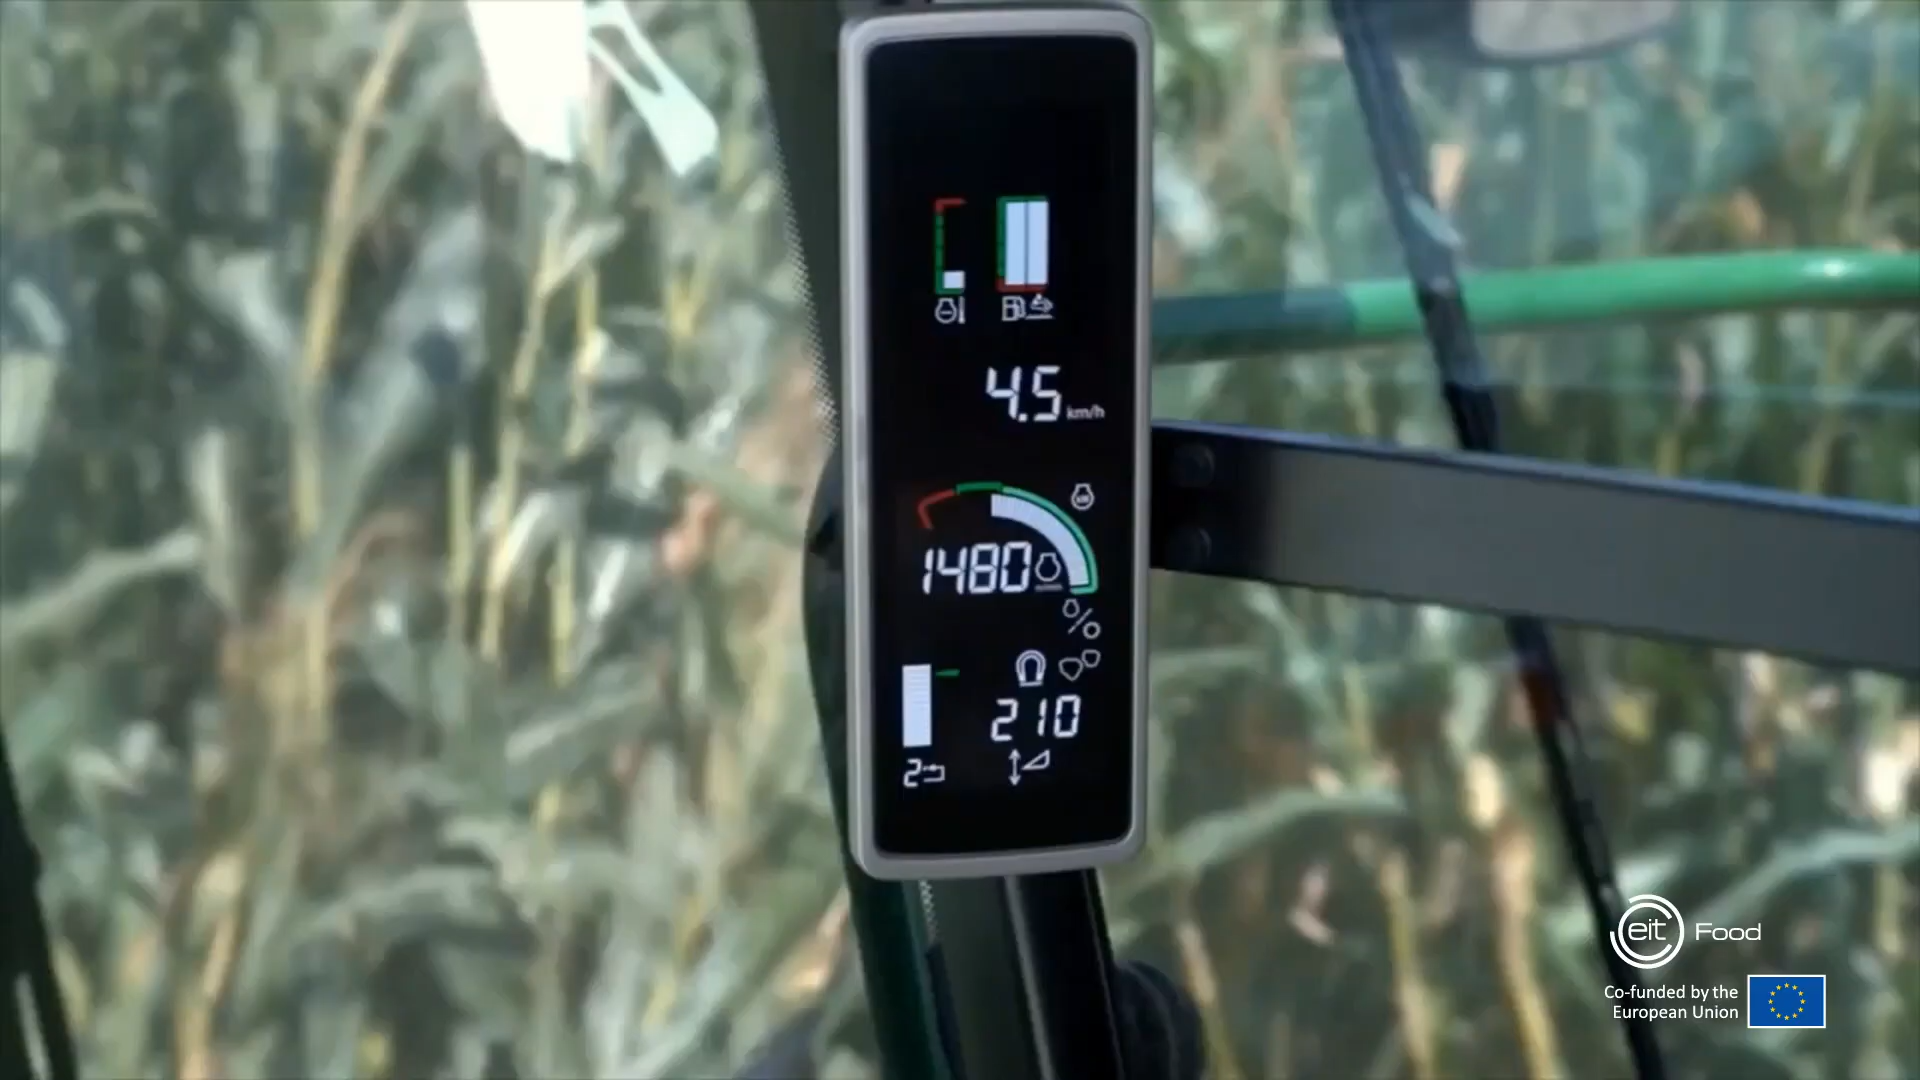 4.5 km/h
1480
210
2
eit Food
Co-funded by the
European Union